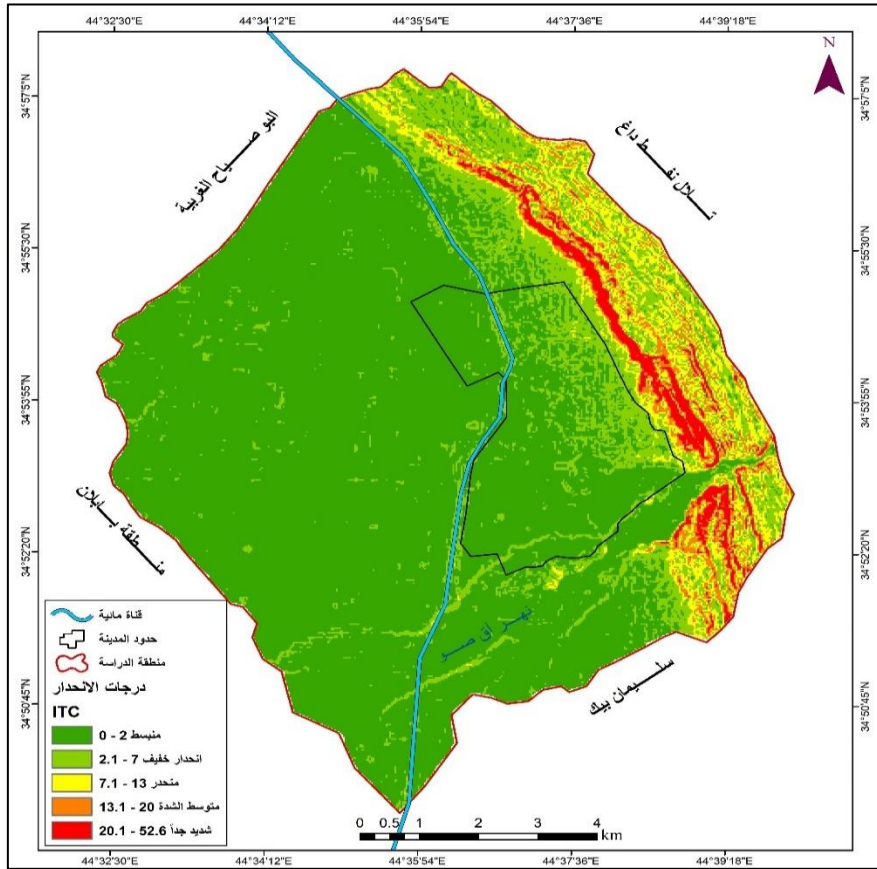 44°32'30"E 44°34'12"E 44°35'54"E 44°37'36"E 44°39'18"E
N
34°57'5"N
34°57'5"N
البو صباح الغربية
تلال نفط داغ
34°55'30"N
34°55'30"N
34°53'55"N
34°53'55"N
منطقة بابلان
34°52'20"N
34°52'20"N
نهر اق صو
سليمان بيك
34°50'45"N
34°50'45"N
قناة مائية
حدود المدينة
منطقة الدراسة
درجات الانحدار
ITC
منبسط 0 - 2
انحدار خفيف 2.1 - 7
منحدر 7.1 - 13
متوسط الشدة 13.1 - 20
شديد جداً 20.1 - 52.6
0 0.5 1 2 3 4
km
44°32'30"E 44°34'12"E 44°35'54"E 44°37'36"E 44°39'18"E